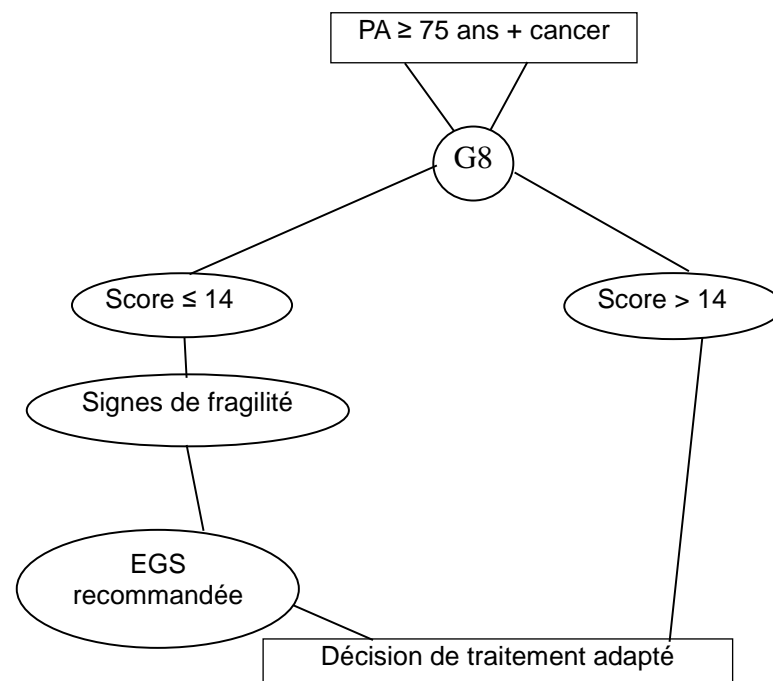 PA ≥ 75 ans + cancer
G8
Score ≤ 14
Score > 14
Signes de fragilité
EGS
recommandée
Décision de traitement adapté